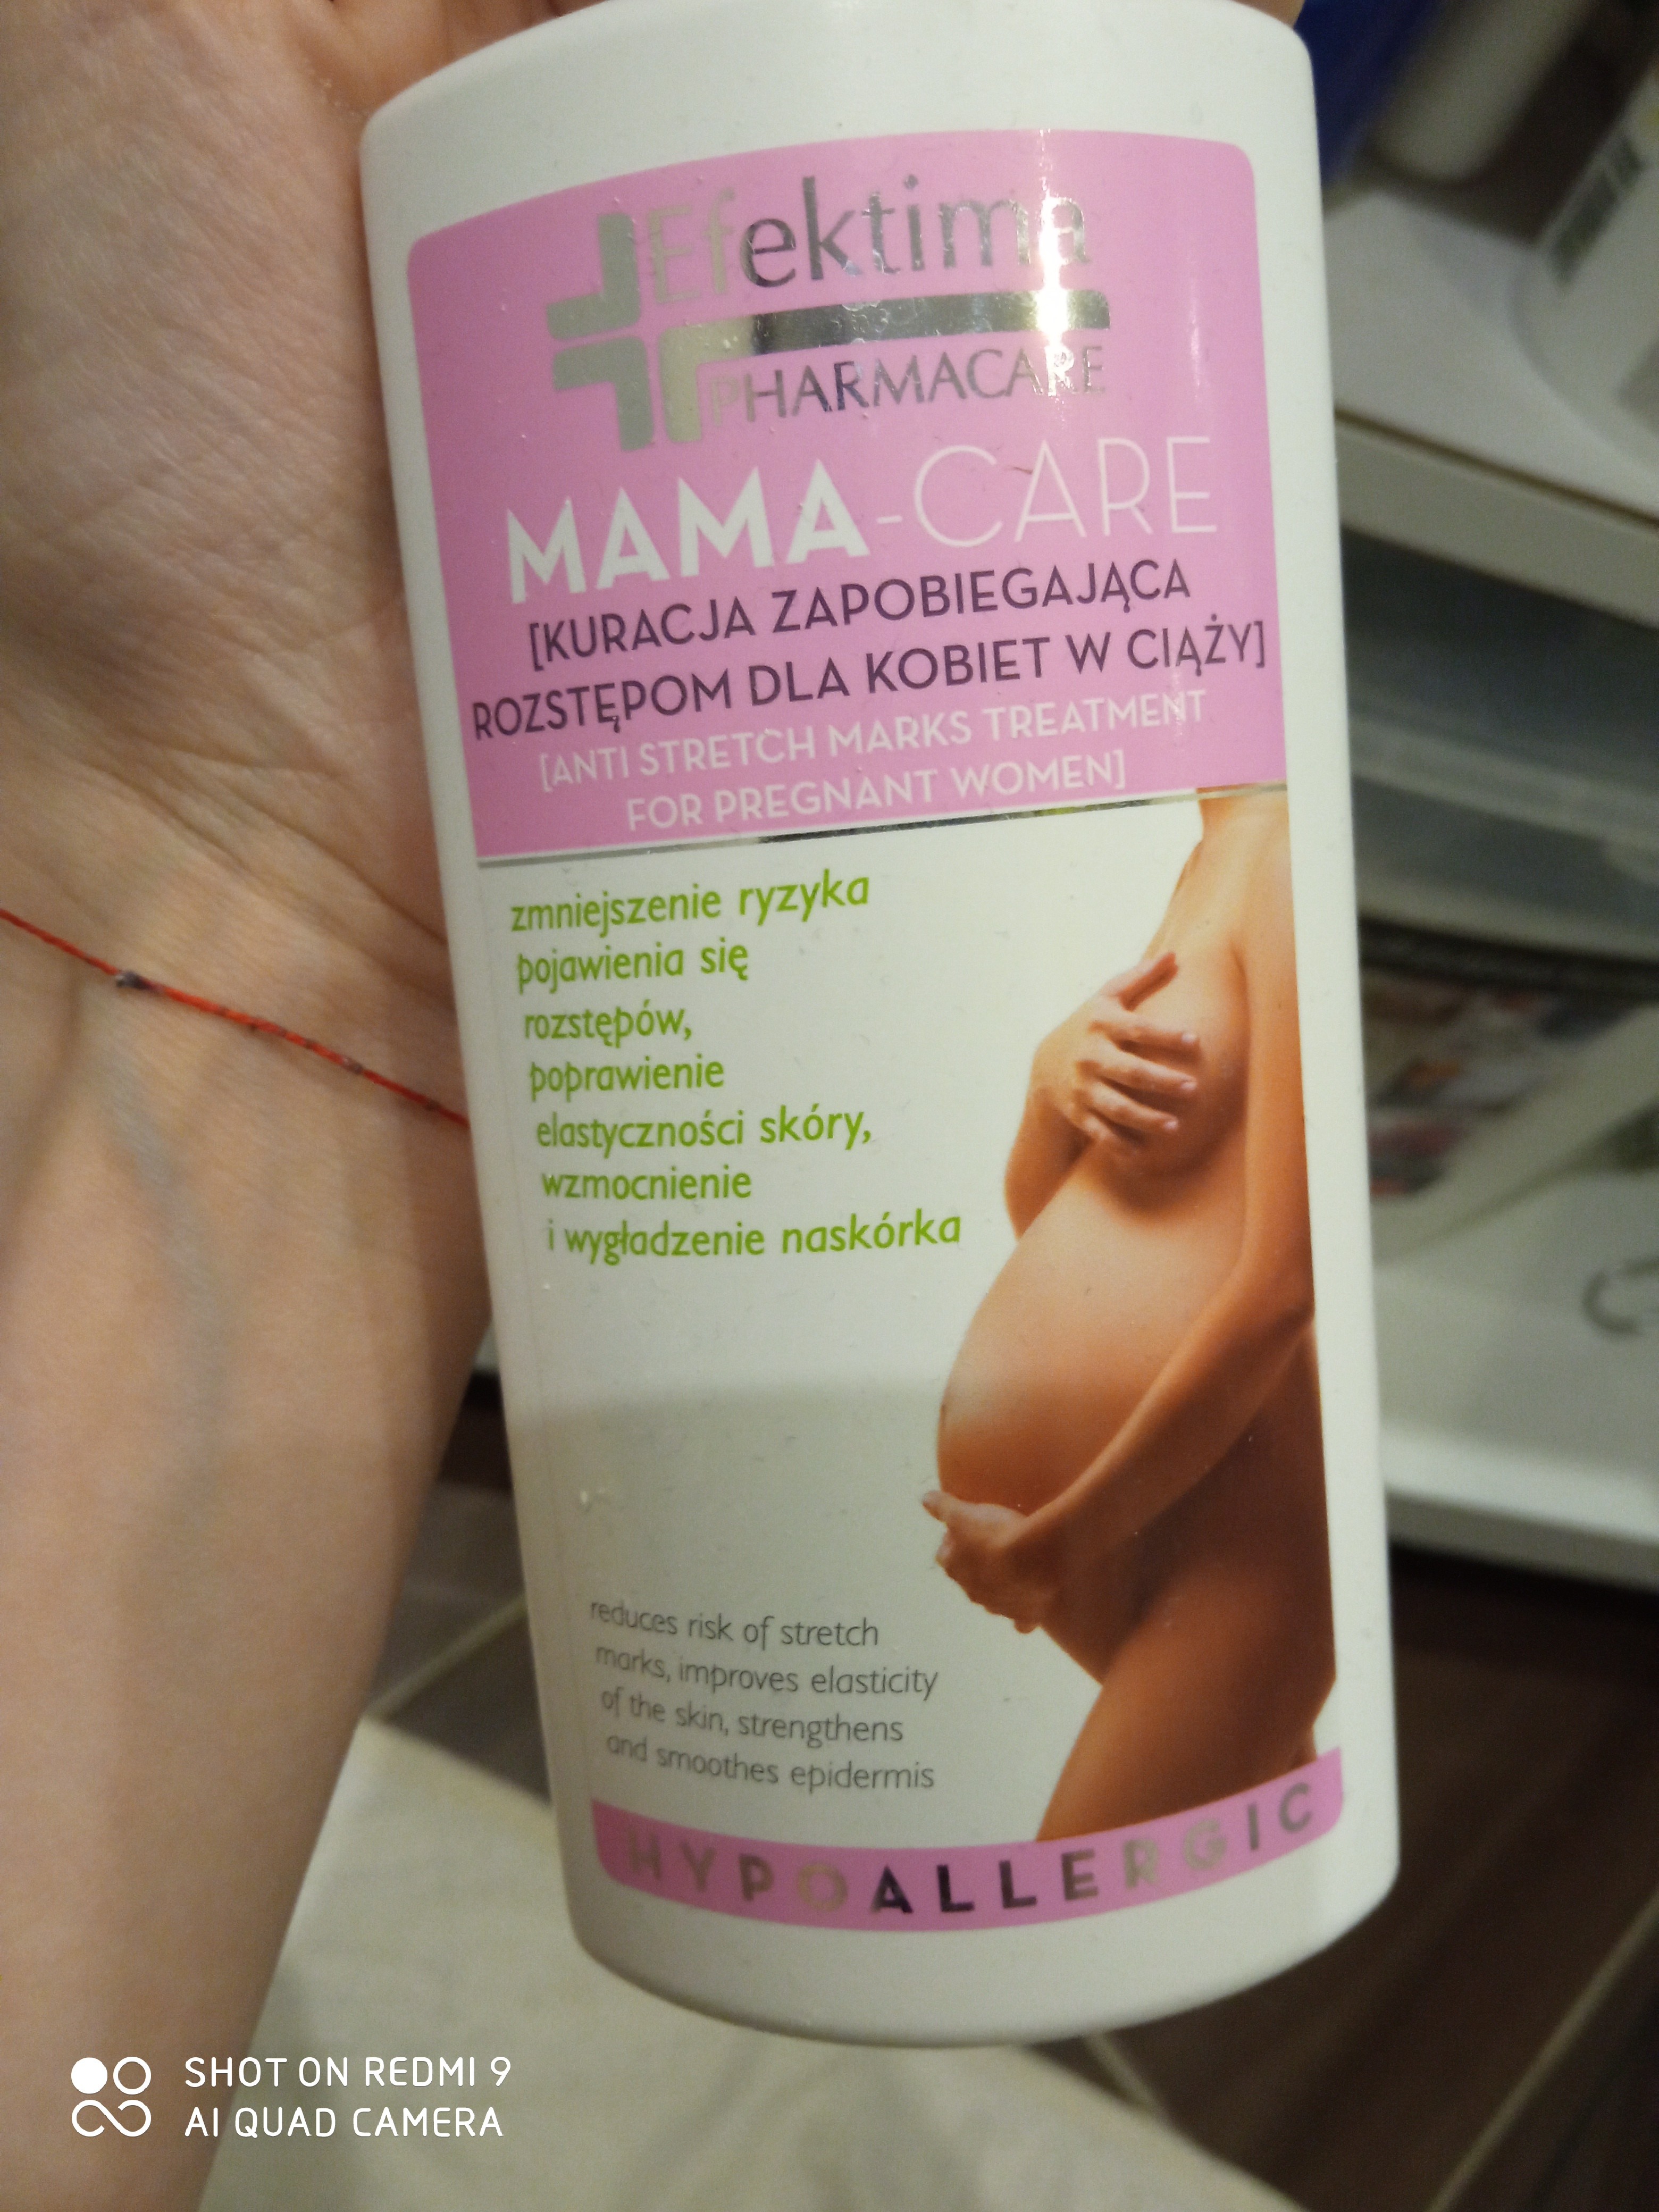 Efektima
PHARMACARE
MAMA-CARE
[KURACJA ZAPOBIEGAJĄCA
ROZSTĘPOM DLA KOBIET W CIĄŻY]
[ANTI STRETCH MARKS TREATMENT
FOR PREGNANT WOMEN]
zmniejszenie ryzyka
pojawienia się
rozstępów,
poprawienie
elastyczności skóry,
wzmocnienie
i wygładzenie naskórka
reduces risk of stretch
marks, improves elasticity
of the skin, strengthens
and smoothes epidermis
HYPOALLERGIC
SHOT ON REDMI 9
AI QUAD CAMERA